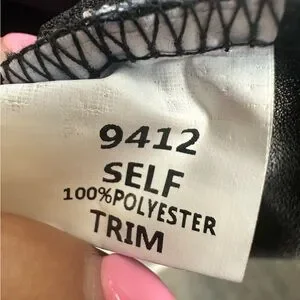 9412
SELF
100%POLYESTER
TRIM